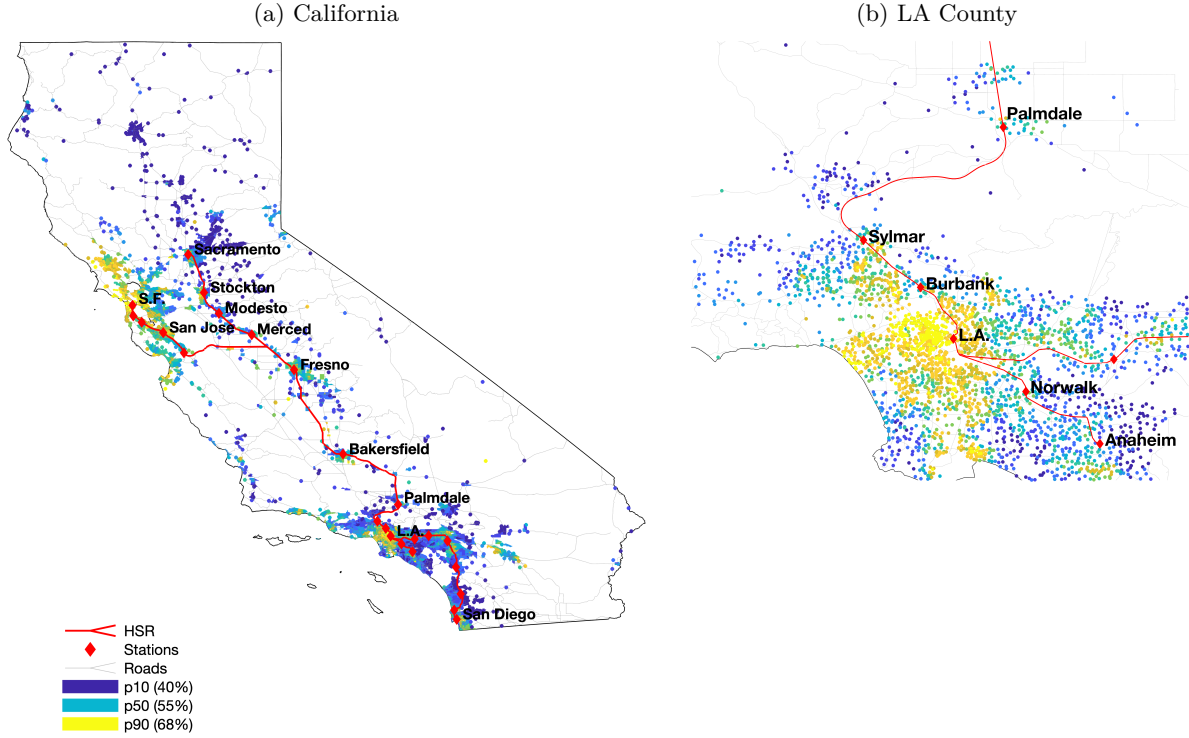 (a) California
Sacramento
Stockton
S.F.
Modesto
San Jose
Merced
Fresno
Bakersfield
Palmdale
L.A.
San Diego
HSR
Stations
Roads
p10 (40%)
p50 (55%)
p90 (68%)
(b) LA County
Palmdale
Sylmar
Burbank
L.A.
Norwalk
Anaheim